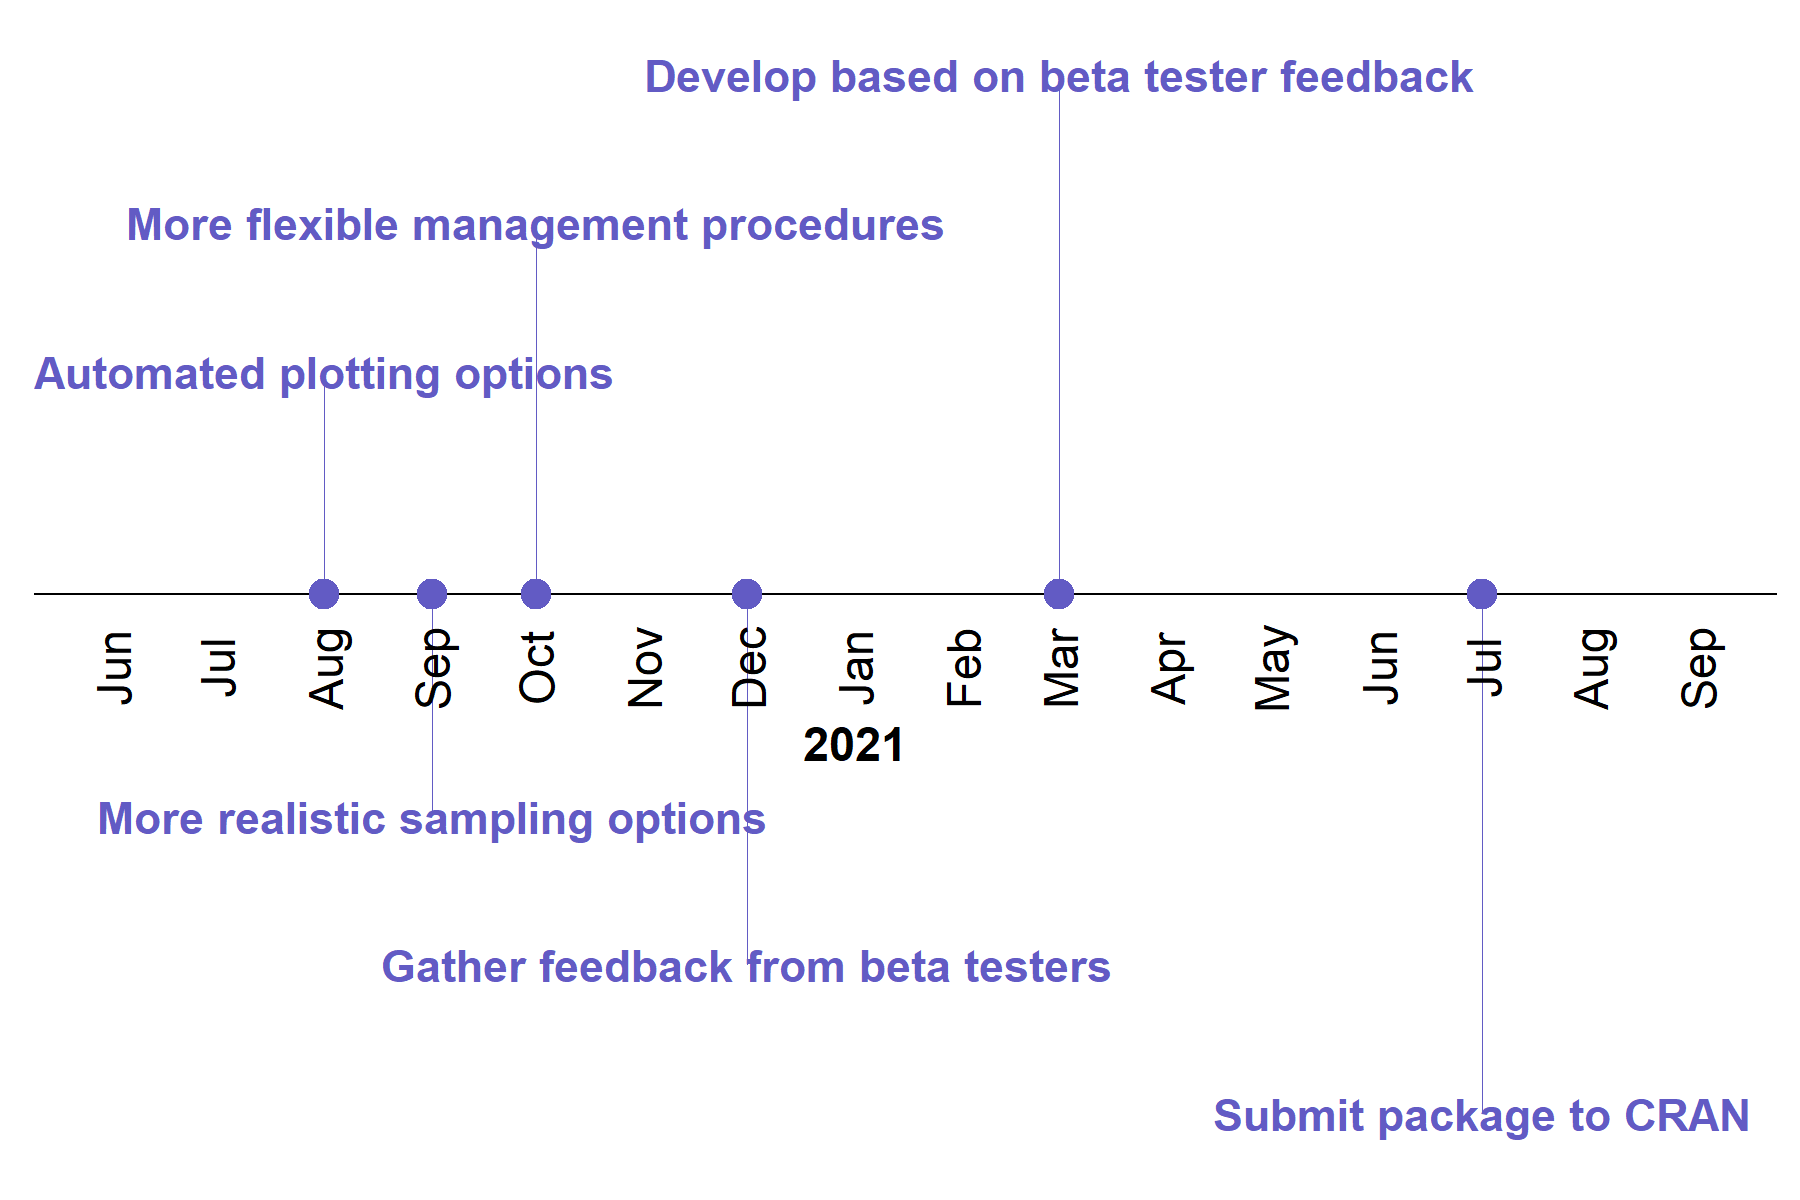 Develop based on beta tester feedback
More flexible management procedures
Automated plotting options
Jun Jul Aug Sep Oct Nov Dec Jan Feb Mar Apr May Jun Jul Aug Sep
2021
More realistic sampling options
Gather feedback from beta testers
Submit package to CRAN